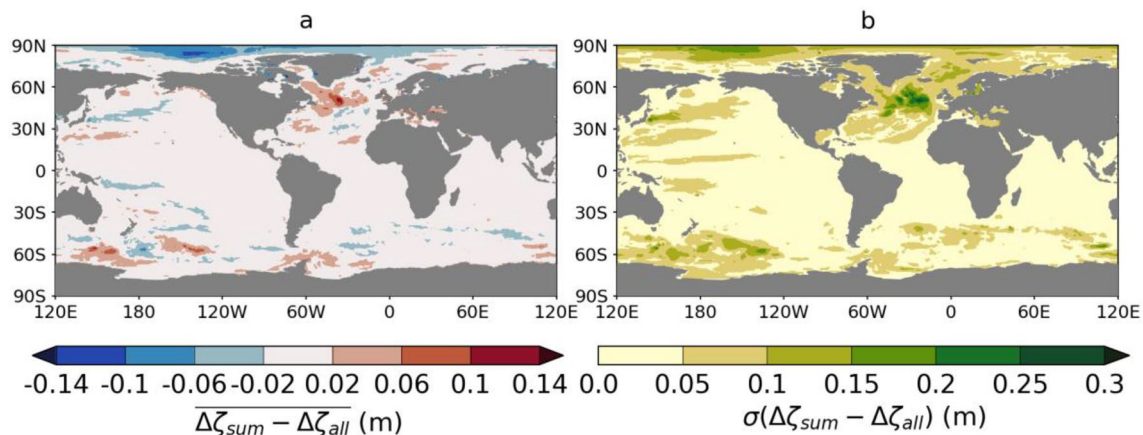 a b
90N 90N
60N 60N
30N 30N
0 0
30S 30S
60S 60S
90S 90S
120E 180 120W 60W 0 60E 120E 120E 180 120W 60W 0 60E 120E
-0.14 -0.1 -0.06 -0.02 0.02 0.06 0.1 0.14 0.0 0.05 0.1 0.15 0.2 0.25 0.3
Δζsum − Δζall (m) σ(Δζsum − Δζall) (m)